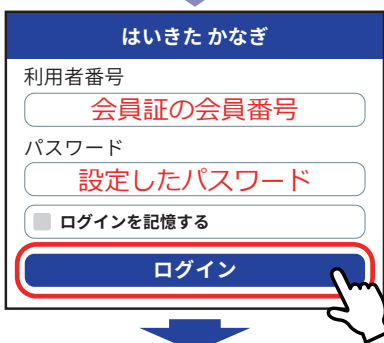 はいきた かなぎ
利用者番号
会員証の会員番号
パスワード
設定したパスワード
ログインを記憶する
ログイン